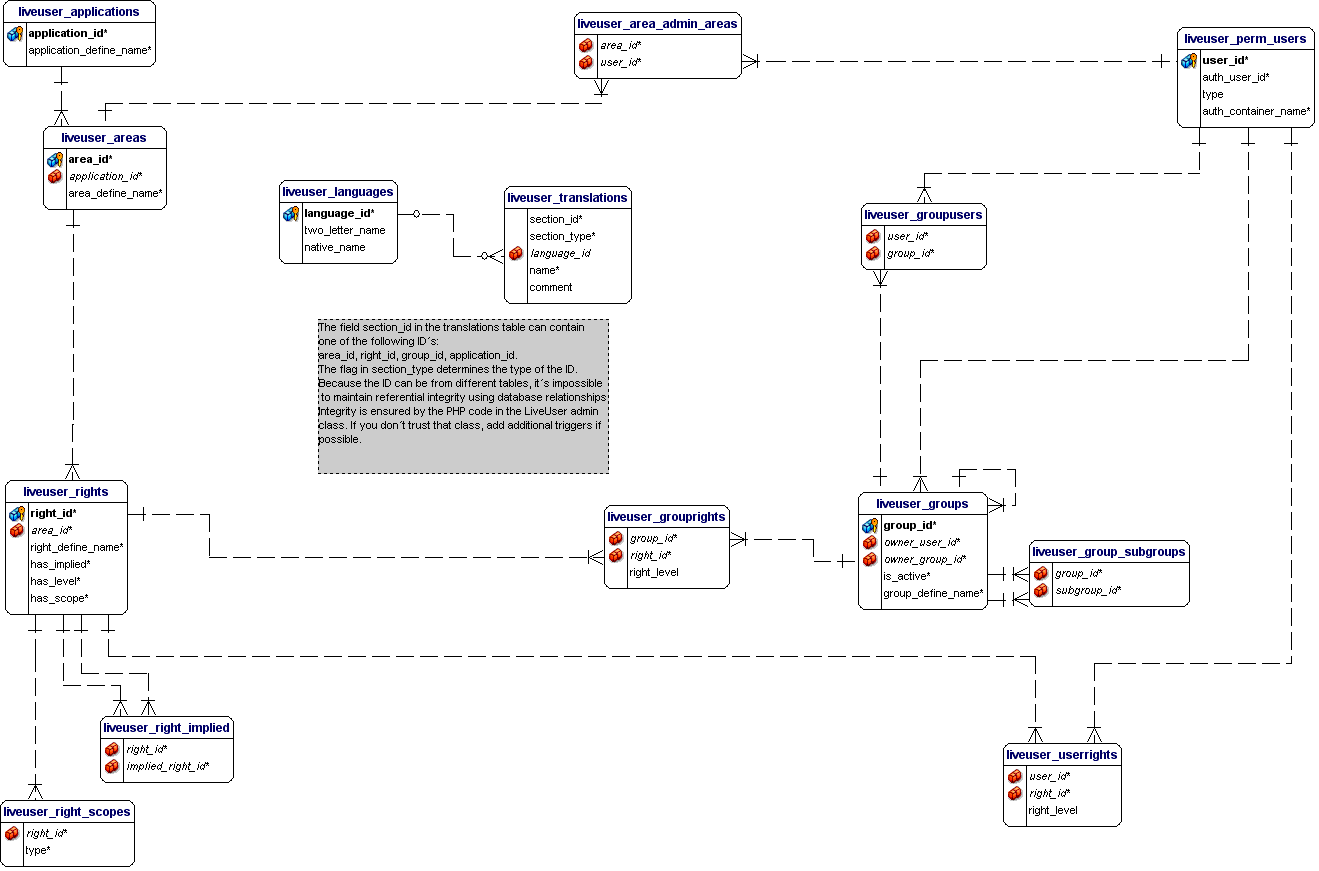 liveuser_applications
application_id*
application_define_name*
liveuser_area_admin_areas
area_id*
user_id*
liveuser_perm_users
user_id*
auth_user_id*
type
auth_container_name*
liveuser_areas
area_id*
application_id*
area_define_name*
liveuser_languages
language_id*
two_letter_name
native_name
liveuser_translations
section_id*
section_type*
language_id
name*
comment
liveuser_groupusers
user_id*
group_id*
The field section_id in the translations table can contain
one of the following ID´s:
area_id, right_id, group_id, application_id.
The flag in section_type determines the type of the ID.
Because the ID can be from different tables, it´s impossible
to maintain referential integrity using database relationships
Integrity is ensured by the PHP code in the LiveUser admin
class. If you don´t trust that class, add additional triggers if
possible.
liveuser_rights
right_id*
area_id*
right_define_name*
has_implied*
has_level*
has_scope*
liveuser_grouprights
group_id*
right_id*
right_level
liveuser_groups
group_id*
owner_user_id*
owner_group_id*
is_active*
group_define_name*
liveuser_group_subgroups
group_id*
subgroup_id*
liveuser_right_implied
right_id*
implied_right_id*
liveuser_userrights
user_id*
right_id*
right_level
liveuser_right_scopes
right_id*
type*